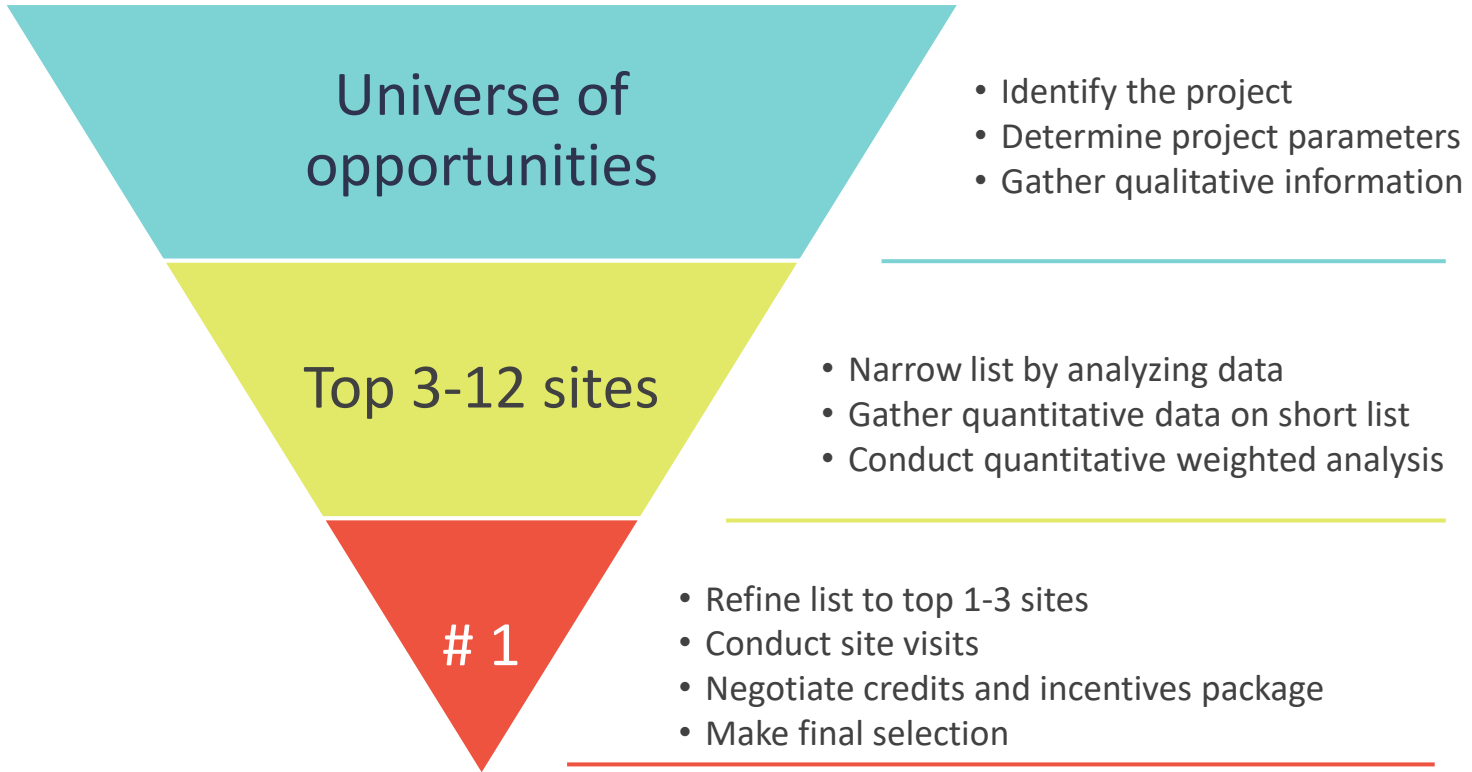 Universe of
opportunities
• Identify the project
• Determine project parameters
• Gather qualitative information
Top 3-12 sites
• Narrow list by analyzing data
• Gather quantitative data on short list
• Conduct quantitative weighted analysis
# 1
• Refine list to top 1-3 sites
• Conduct site visits
• Negotiate credits and incentives package
• Make final selection